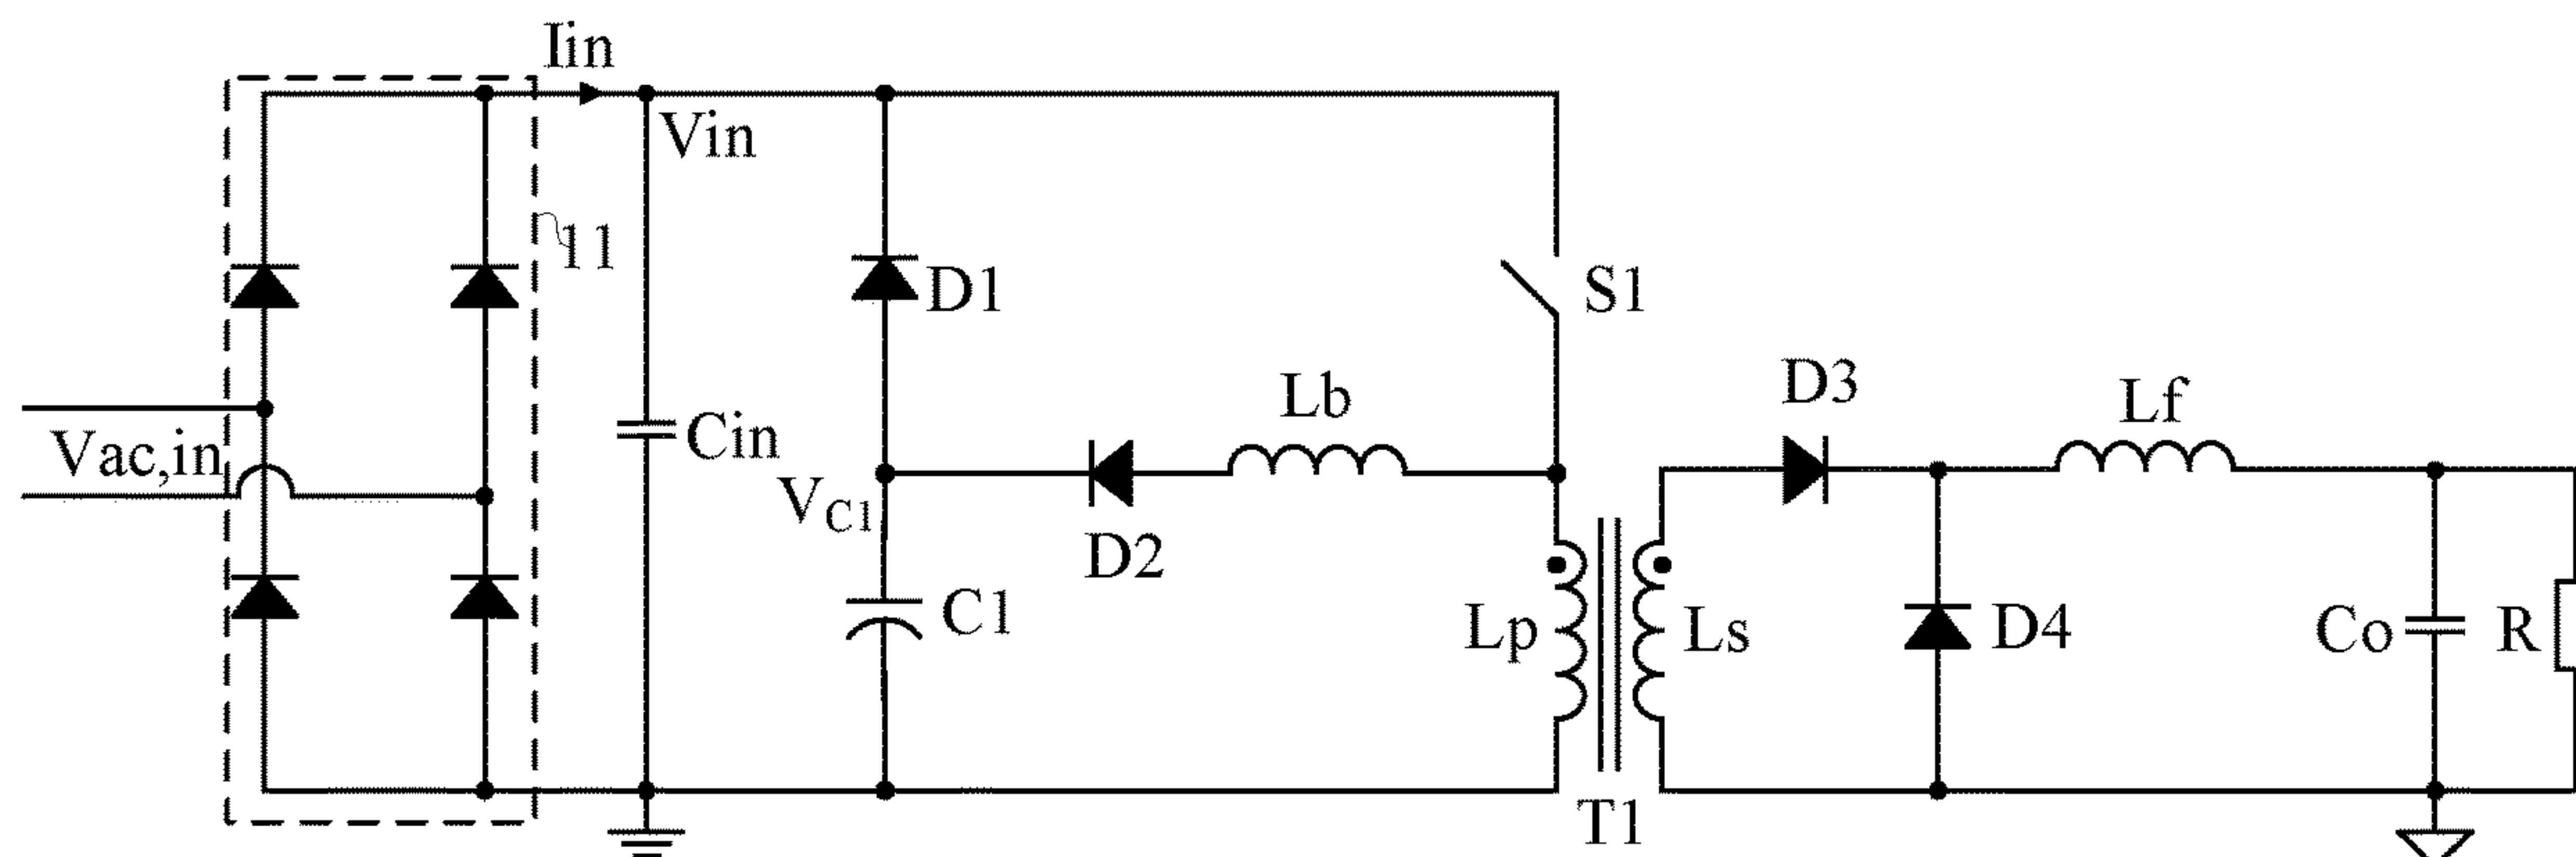 Iin
Vin
11
D1
S1
D3
Lf
Lb
Vac,in
Cin
VC1
D2
C1
Lp
Ls
D4
Co
R
T1